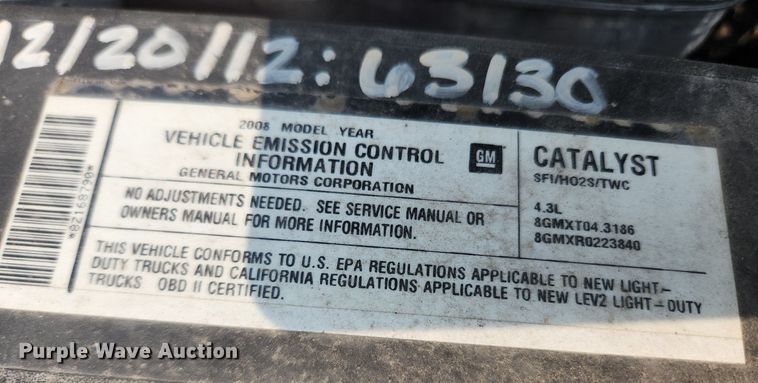 12/20/12: 63130
*82168790*
2008 MODEL YEAR
VEHICLE EMISSION CONTROL
INFORMATION
GENERAL MOTORS CORPORATION
GM
NO ADJUSTMENTS NEEDED. SEE SERVICE MANUAL OR
OWNERS MANUAL FOR MORE INFORMATION.
CATALYST
SFI/HO2S/TWC
4.3L
8GMXT04.3186
8GMXR0223840
THIS VEHICLE CONFORMS TO U.S. EPA REGULATIONS APPLICABLE TO NEW LIGHT-
DUTY TRUCKS AND CALIFORNIA REGULATIONS APPLICABLE TO NEW LEV2 LIGHT-DUTY
TRUCKS OBD II CERTIFIED.
Purple Wave Auction